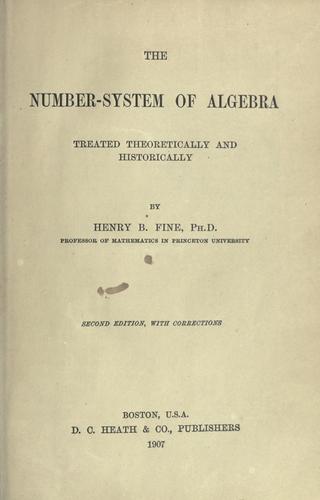 THE
NUMBER-SYSTEM OF ALGEBRA
TREATED THEORETICALLY AND
HISTORICALLY
BY
HENRY B. FINE, PH.D.
PROFESSOR OF MATHEMATICS IN PRINCETON UNIVERSITY
SECOND EDITION, WITH CORRECTIONS
BOSTON, U.S.A.
D. C. HEATH & CO., PUBLISHERS
1907